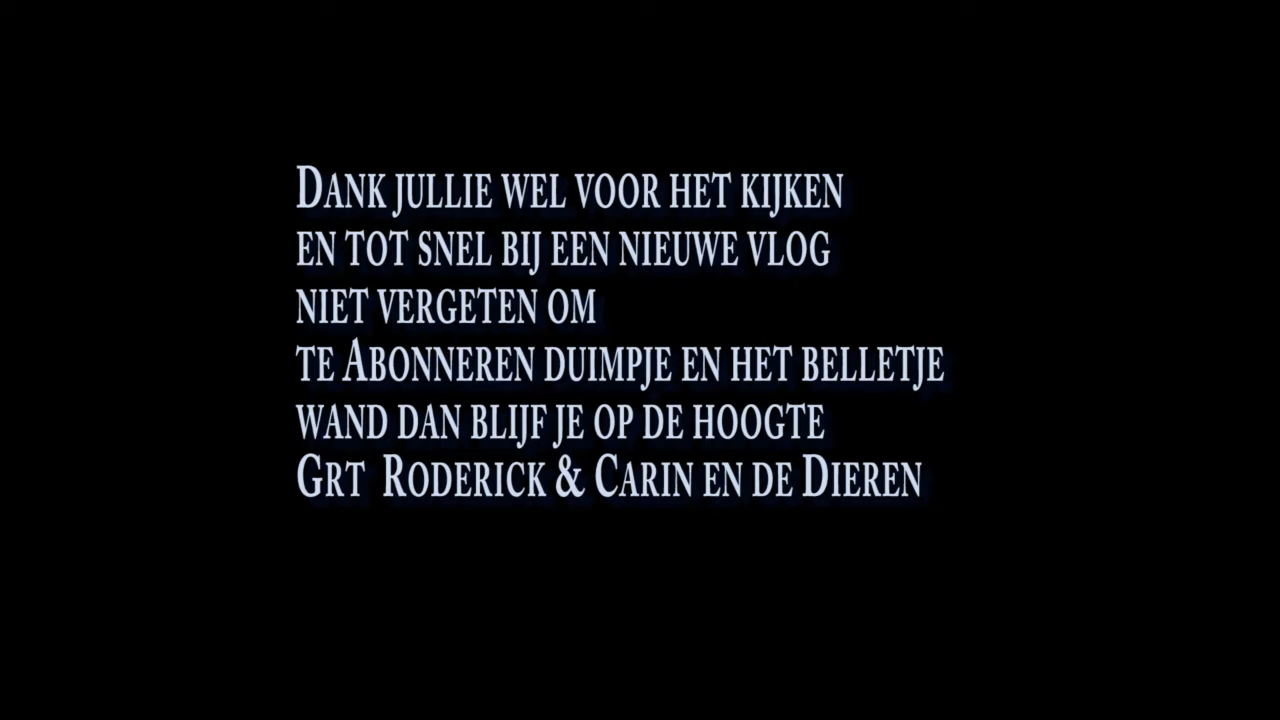 Dank jullie wel voor het kijken
en tot snel bij een nieuwe vlog
niet vergeten om
te Abonneren duimpje en het belletje
wand dan blijf je op de hoogte
Grt Roderick & Carin en de Dieren